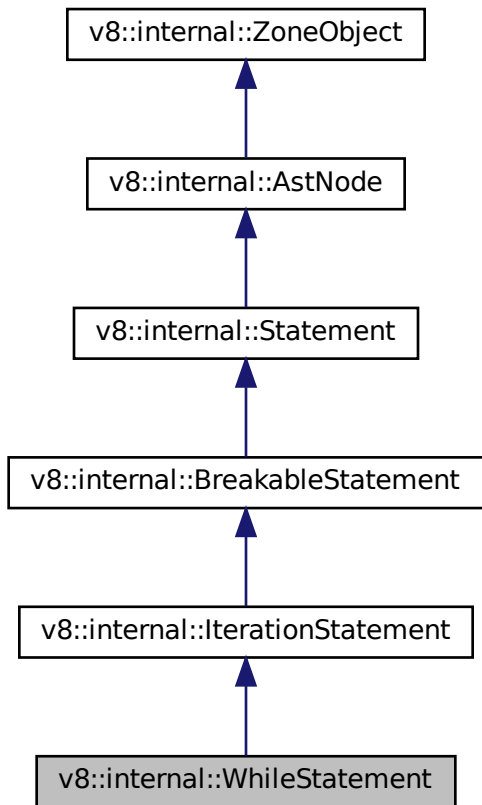 v8::internal::ZoneObject
v8::internal::AstNode
v8::internal::Statement
v8::internal::BreakableStatement
v8::internal::IterationStatement
v8::internal::WhileStatement